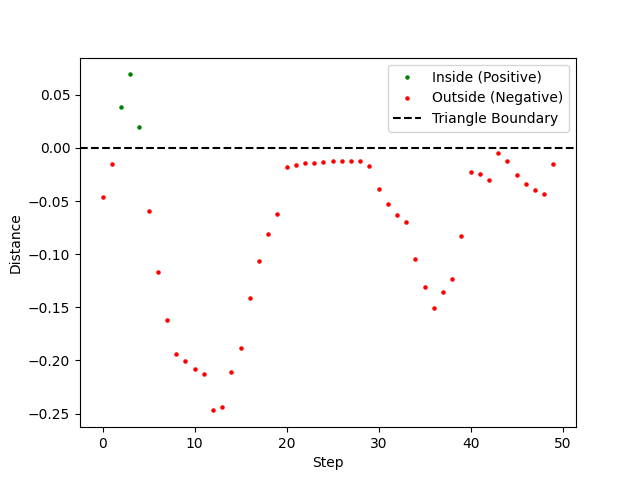 Inside (Positive)
Outside (Negative)
Triangle Boundary
0.05
0.00
−0.05
−0.10
−0.15
−0.20
−0.25
Distance
0 10 20 30 40 50
Step